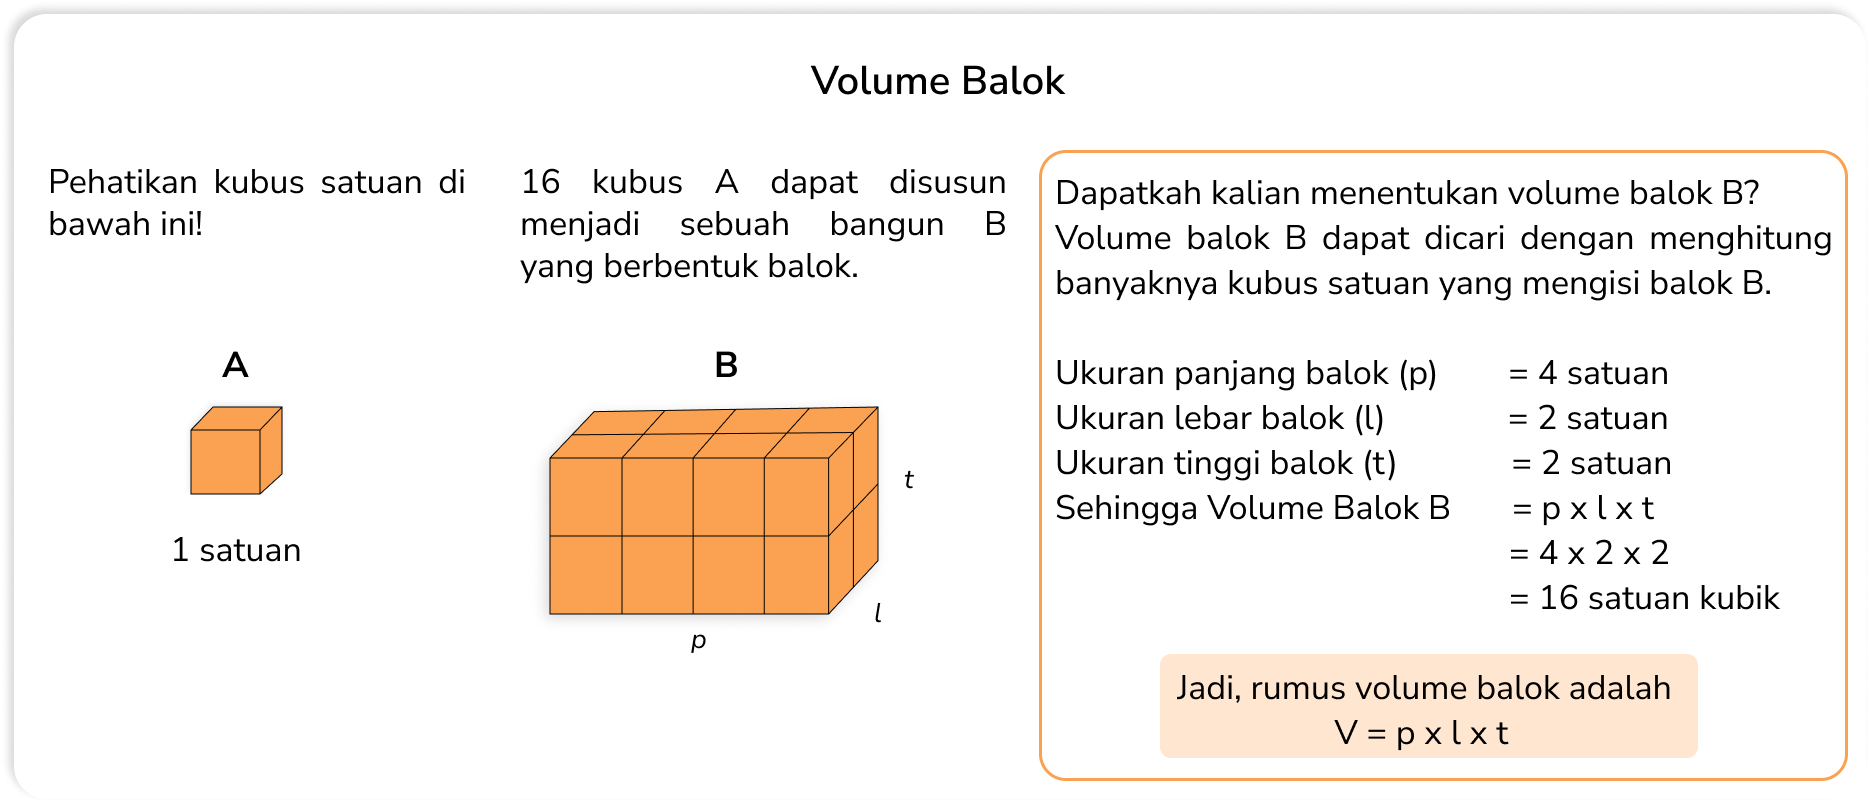 Volume Balok
Pehatikan kubus satuan di
bawah ini!
A
1 satuan
16 kubus A dapat disusun
menjadi sebuah bangun B
yang berbentuk balok.
B
t
l
p
Dapatkah kalian menentukan volume balok B?
Volume balok B dapat dicari dengan menghitung
banyaknya kubus satuan yang mengisi balok B.
Ukuran panjang balok (p) = 4 satuan
Ukuran lebar balok (l) = 2 satuan
Ukuran tinggi balok (t) = 2 satuan
Sehingga Volume Balok B = p x l x t
= 4 x 2 x 2
= 16 satuan kubik
Jadi, rumus volume balok adalah
V = p x l x t